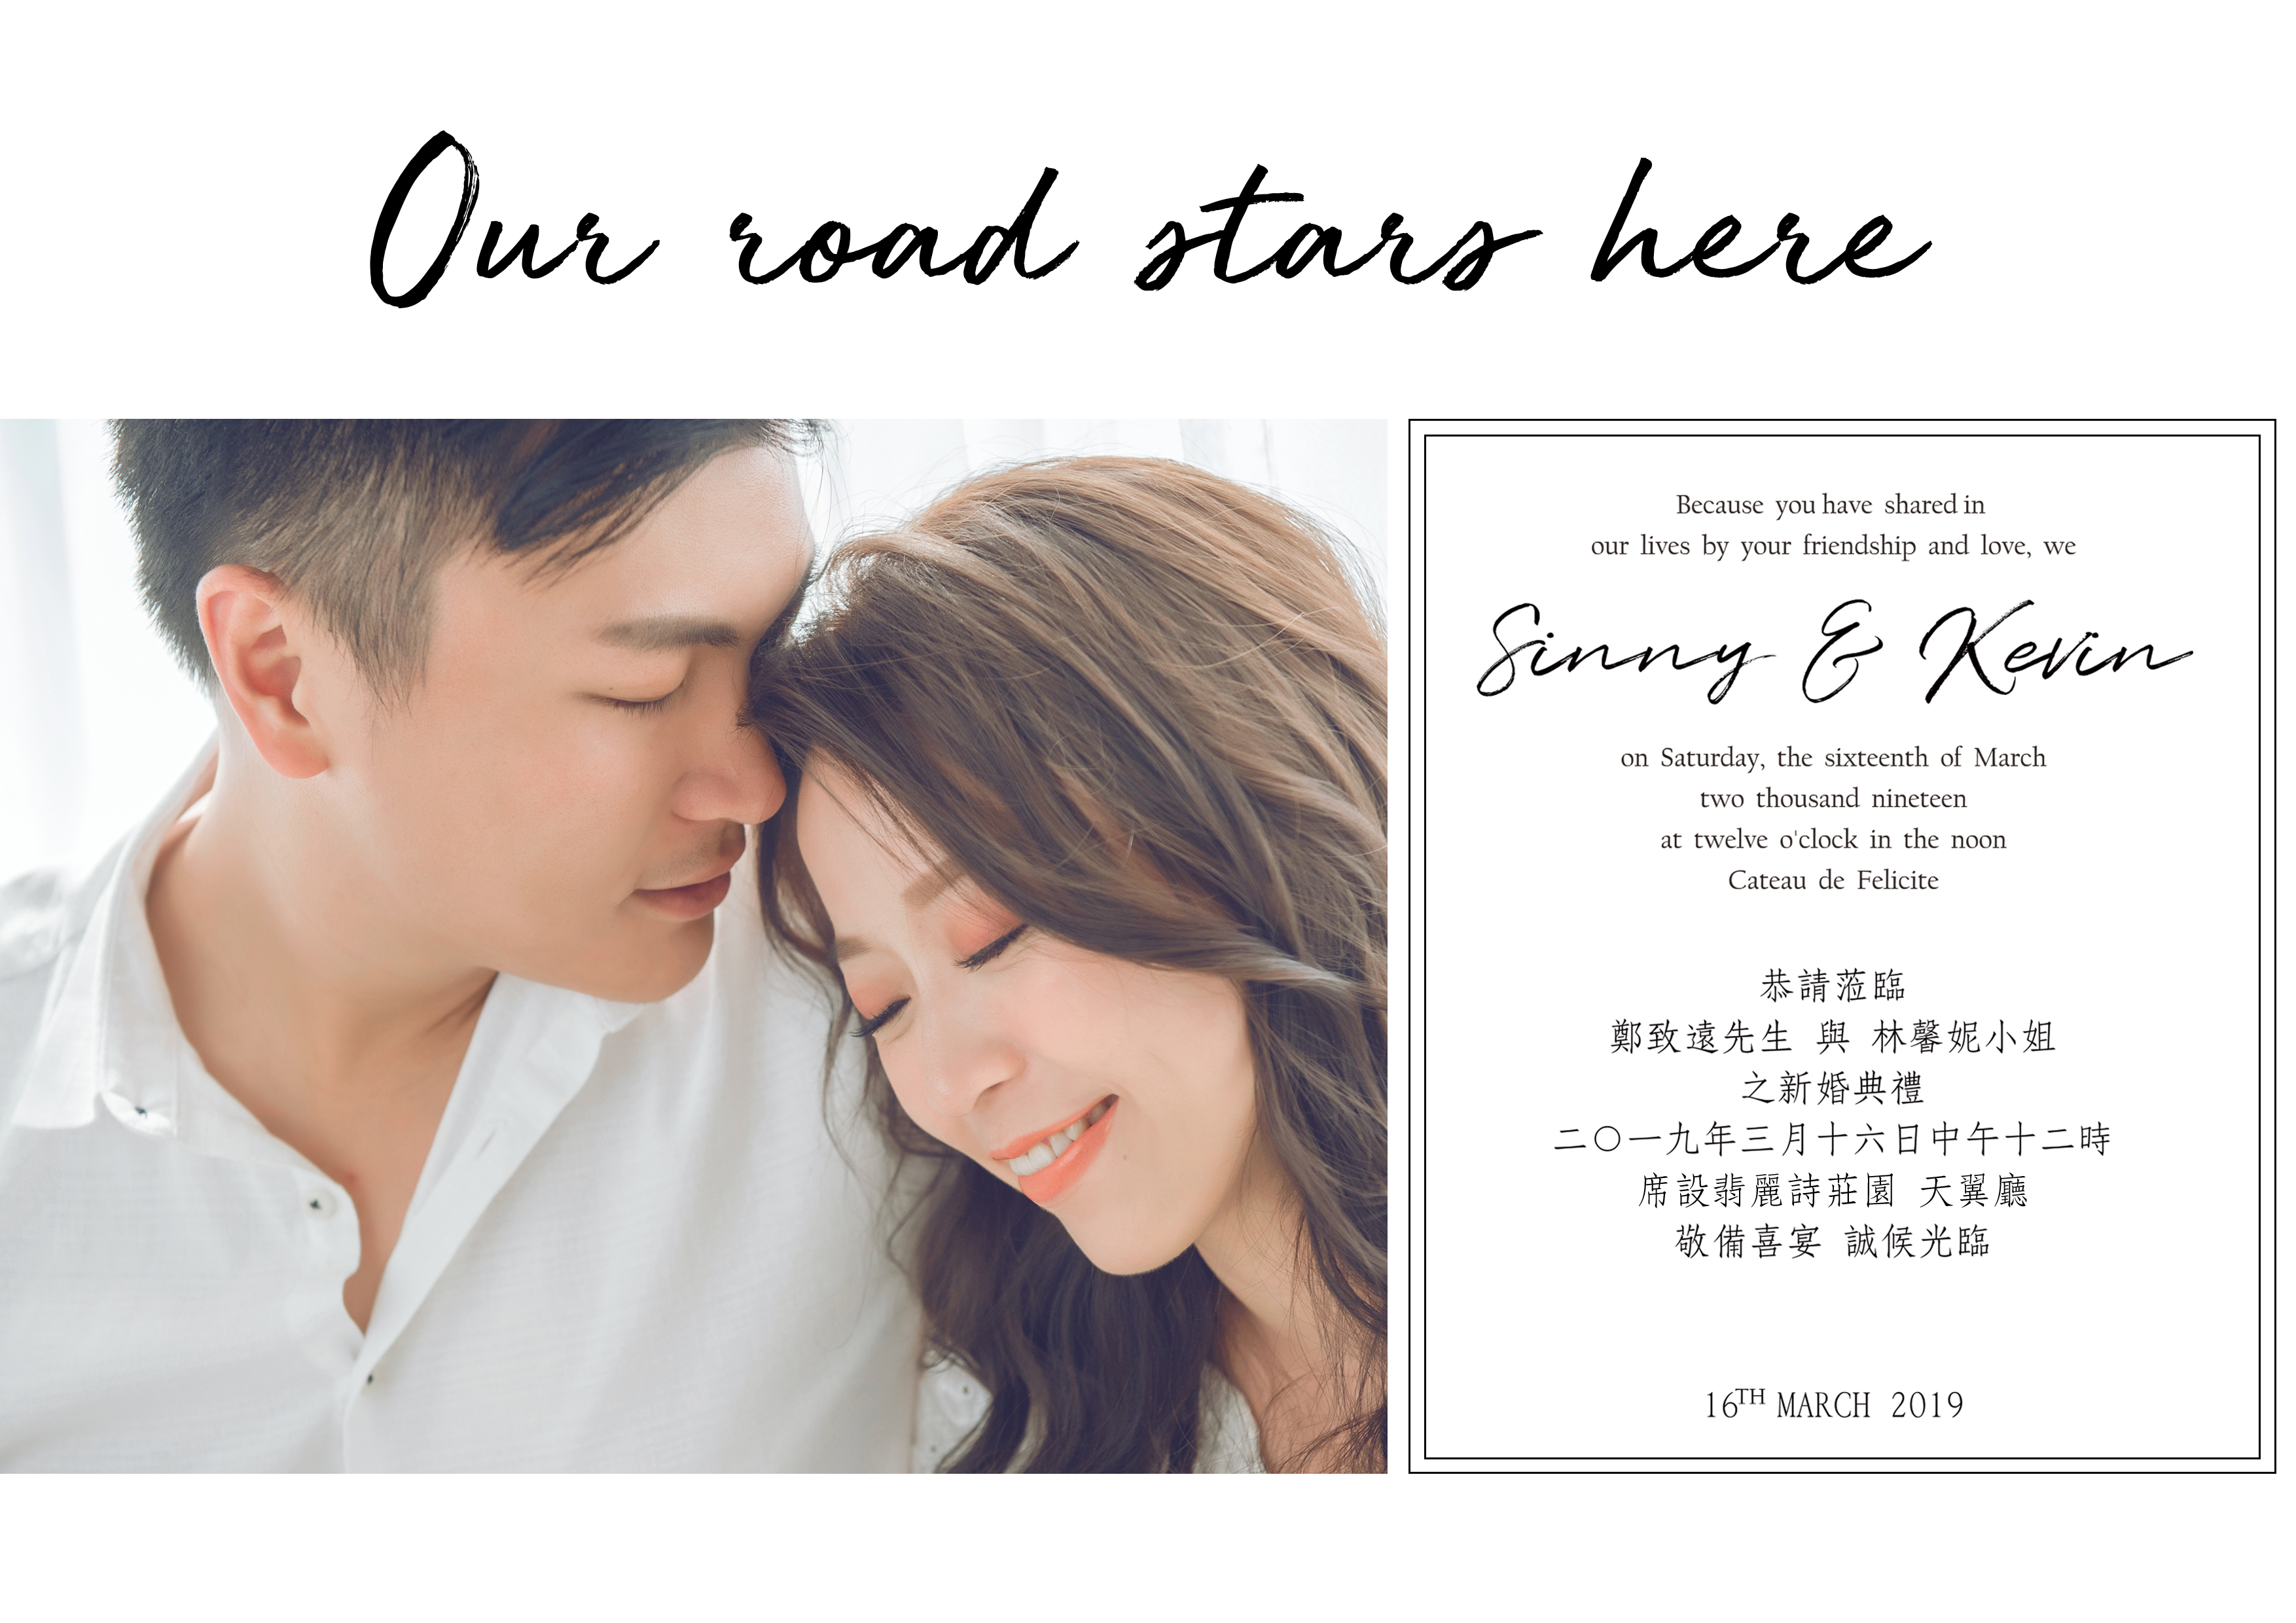 Our road stars here
Because you have shared in
our lives by your friendship and love, we
Sinny & Kevin
on Saturday, the sixteenth of March
two thousand nineteen
at twelve o'clock in the noon
Cateau de Felicite
恭請蒞臨
鄭致遠先生 與 林馨妮小姐
之新婚典禮
二〇一九年三月十六日中午十二時
席設翡麗詩莊園 天翼廳
敬備喜宴 誠候光臨
16TH MARCH 2019